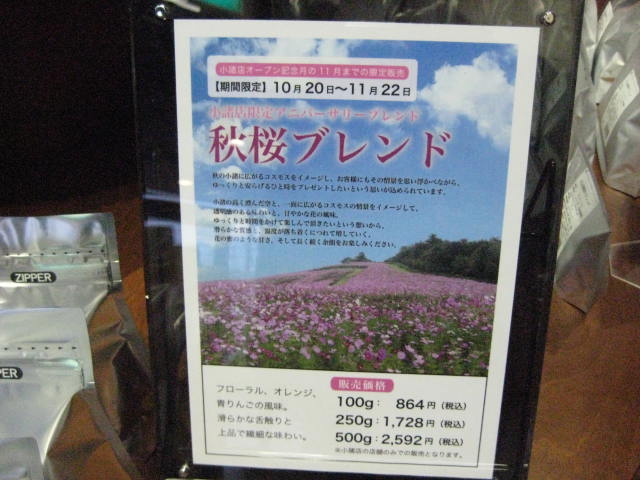 小諸店オープン記念月の11月までの限定販売
【期間限定】10月20日〜11月22日
小諸店限定アニバーサリーブレンド
秋桜ブレンド
秋の小諸に広がるコスモスをイメージし、お客様にもその情景を思い浮かべながら、
ゆっくりと安らげるひと時をプレゼントしたいという思いが込められています。
小諸の高く澄んだ空と、一面に広がるコスモスの情景をイメージして、
透明感のある味わいと、甘やかな花の風味。
ゆっくりと時間をかけて楽しんで頂きたいという想いから、
滑らかな質感と、温度が落ち着くにつれて増していく、
花の蜜のような甘さ、そしておく続く余韻をお楽しみください。
フローラル、オレンジ、
青りんごの風味。
滑らかな舌触りと
上品で繊細な味わい。
販売価格
100g: 864円(税込)
250g:1,728円(税込)
500g:2,592円(税込)
※小諸店の店舗のみでの販売となります。
ZIPPER
PER